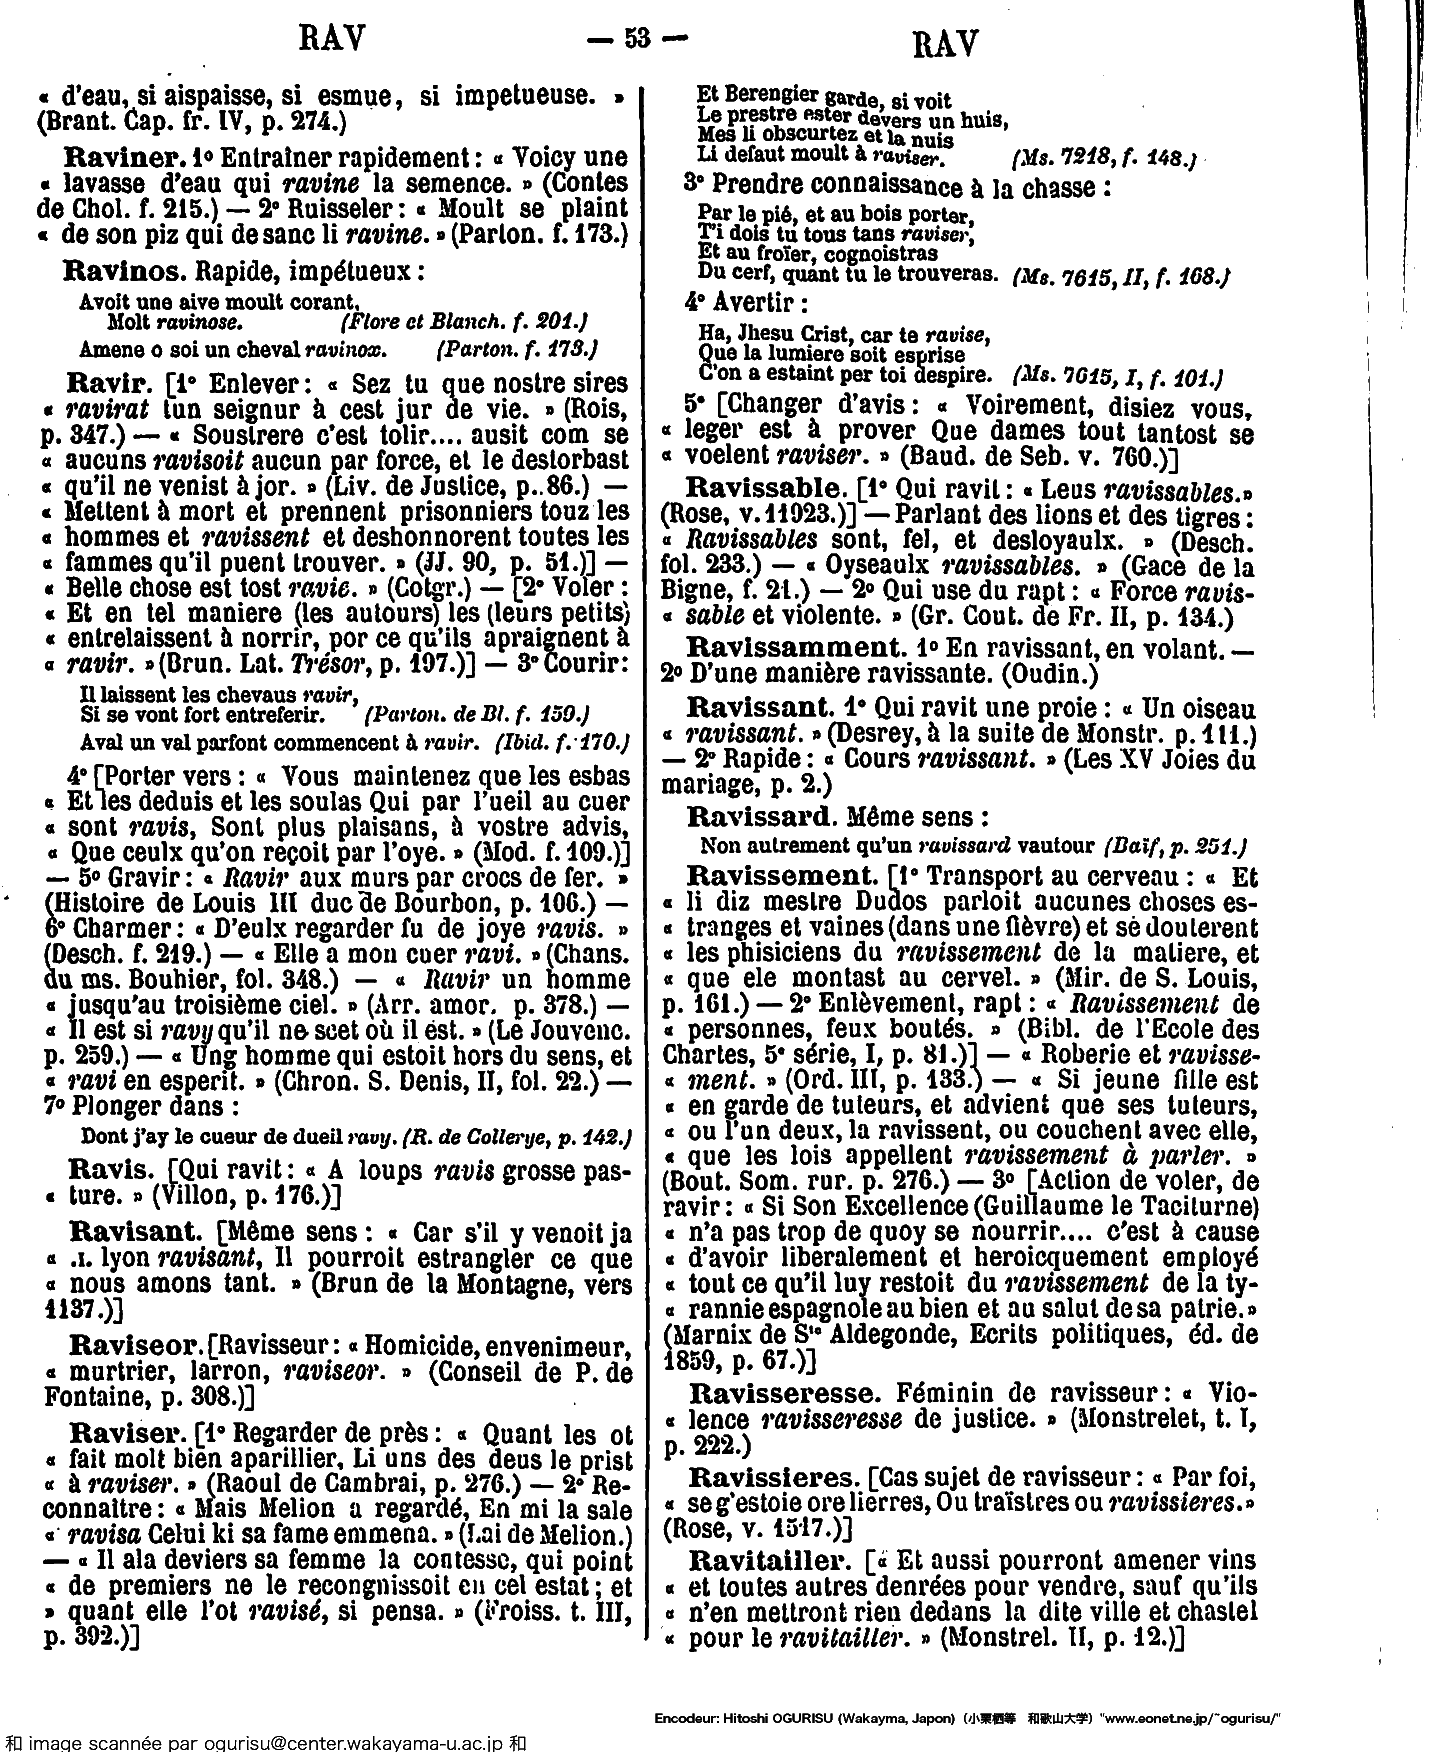 RAV
— 53 —
RAV
« d'eau, si aispaisse, si esmue, si impetueuse. »
(Brant. Cap. fr. IV, p. 274.)
Raviner. 1º Entraîner rapidement : « Voicy une
« lavasse d'eau qui ravine la semence. » (Contes
de Chol. f. 215.) — 2º Ruisseler : « Moult se plaint
« de son piz qui de sanc li ravine. » (Parton. f. 173.)
Ravinos. Rapide, impétueux :
Avoit une aive moult corant,
Molt ravinose. (Flore et Blanch. f. 201.)
Amene o soi un cheval ravinox. (Parton. f. 173.)
Ravir. [1º Enlever : « Sez tu que nostre sires
« ravirat tun seignur à cest jur de vie. » (Rois,
p. 347.) — « Soustrere c'est tolir.... ausit com se
« aucuns ravisoit aucun par force, et le destorbast
« qu'il ne venist à jor. » (Liv. de Justice, p. 86.) —
« Mettent à mort et prennent prisonniers touz les
« hommes et ravissent et deshonnorent toutes les
« fammes qu'il puent trouver. » (JJ. 90, p. 51.)] —
« Belle chose est tost ravie. » (Cotgr.) — [2º Voler :
« Et en tel maniere (les autours) les (leurs petits)
« entrelaissent à norrir, por ce qu'ils apraignent à
« ravir. » (Brun. Lat. Trésor, p. 197.)] — 3º Courir :
Il laissent les chevaus ravir,
Si se vont fort entreferir. (Parton. de Bl. f. 159.)
Aval un val parfont commencent à ravir. (Ibid. f. 170.)
4º [Porter vers : « Vous maintenez que les esbas
« Et les deduis et les soulas Qui par l'ueil au cuer
« sont ravis, Sont plus plaisans, à vostre advis,
« Que ceulx qu'on reçoit par l'oye. » (Mod. f. 109.)]
— 5º Gravir : « Ravir aux murs par crocs de fer. »
(Histoire de Louis III duc de Bourbon, p. 106.) —
6º Charmer : « D'eulx regarder fu de joye ravis. »
(Desch. f. 219.) — « Elle a mon cuer ravi. » (Chans.
du ms. Bouhier, fol. 348.) — « Ravir un homme
« jusqu'au troisième ciel. » (Arr. amor. p. 378.) —
« Il est si ravy qu'il ne scet où il est. » (Le Jouvenc.
p. 259.) — « Ung homme qui estoit hors du sens, et
« ravi en esperit. » (Chron. S. Denis, II, fol. 22.) —
7º Plonger dans :
Dont j'ay le cueur de dueil ravy. (R. de Collerye, p. 142.)
Ravis. [Qui ravit : « A loups ravis grosse pas-
« ture. » (Villon, p. 176.)]
Ravisant. [Même sens : « Car s'il y venoit ja
« .I. lyon ravisant, Il pourroit estrangler ce que
« nous amons tant. » (Brun de la Montagne, vers
1137.)]
Raviseor. [Ravisseur : « Homicide, envenimeur,
« murtrier, larron, raviseor. » (Conseil de P. de
Fontaine, p. 308.)]
Raviser. [1º Regarder de près : « Quant les ot
« fait molt bien aparillier, Li uns des deus le prist
« à raviser. » (Raoul de Cambrai, p. 276.) — 2º Re-
connaître : « Mais Melion a regardé, En mi la sale
« ravisa Celui ki sa fame emmena. » (Lai de Melion.)
— « Il ala deviers sa femme la contesse, qui point
« de premiers ne le recongnissoit en cel estat ; et
» quant elle l'ot ravisé, si pensa. » (Froiss. t. III,
p. 392.)]
Et Berengier garde, si voit
Le prestre ester devers un huis,
Mes li obscurtez et la nuis
Li defaut moult à raviser. (Ms. 7218, f. 148.)
3º Prendre connaissance à la chasse :
Par le pié, et au bois porter,
T'i dois tu tous tans raviser,
Et au froïer, cognoistras
Du cerf, quant tu le trouveras. (Ms. 7615, II, f. 168.)
4º Avertir :
Ha, Jhesu Crist, car te ravise,
Que la lumiere soit esprise
C'on a estaint per toi despire. (Ms. 7615, I, f. 101.)
5º [Changer d'avis : « Voirement, disiez vous,
« leger est à prover Que dames tout tantost se
« voelent raviser. » (Baud. de Seb. v. 760.)]
Ravissable. [1º Qui ravit : « Leus ravissables. »
(Rose, v. 11923.)] — Parlant des lions et des tigres :
« Ravissables sont, fel, et desloyaulx. » (Desch.
fol. 233.) — « Oyseaulx ravissables. » (Gace de la
Bigne, f. 21.) — 2º Qui use du rapt : « Force ravis-
« sable et violente. » (Gr. Cout. de Fr. II, p. 134.)
Ravissamment. 1º En ravissant, en volant. —
2º D'une manière ravissante. (Oudin.)
Ravissant. 1º Qui ravit une proie : « Un oiseau
« ravissant. » (Desrey, à la suite de Monstr. p. 111.)
— 2º Rapide : « Cours ravissant. » (Les XV Joies du
mariage, p. 2.)
Ravissard. Même sens :
Non autrement qu'un ravissard vautour (Baïf, p. 251.)
Ravissement. [1º Transport au cerveau : « Et
« li diz mestre Dudos parloit aucunes choses es-
« tranges et vaines (dans une fièvre) et se douterent
« les phisiciens du ravissement de la matiere, et
« que ele montast au cervel. » (Mir. de S. Louis,
p. 161.) — 2º Enlèvement, rapt : « Ravissement de
« personnes, feux boutés. » (Bibl. de l'Ecole des
Chartes, 5º série, I, p. 81.)] — « Roberie et ravisse-
« ment. » (Ord. III, p. 133.) — « Si jeune fille est
« en garde de tuteurs, et advient que ses tuteurs,
« ou l'un deux, la ravissent, ou couchent avec elle,
« que les lois appellent ravissement à parler. »
(Bout. Som. rur. p. 276.) — 3º [Action de voler, de
ravir : « Si Son Excellence (Guillaume le Taciturne)
« n'a pas trop de quoy se nourrir.... c'est à cause
« d'avoir liberalement et heroicquement employé
« tout ce qu'il luy restoit du ravissement de la ty-
« rannie espagnole au bien et au salut de sa patrie. »
(Marnix de Ste Aldegonde, Ecrits politiques, éd. de
1859, p. 67.)]
Ravisseresse. Féminin de ravisseur : « Vio-
« lence ravisseresse de justice. » (Monstrelet, t. I,
p. 222.)
Ravissieres. [Cas sujet de ravisseur : « Par foi,
« se g'estoie ore lierres, Ou traïstres ou ravissieres. »
(Rose, v. 1517.)]
Ravitailler. [« Et aussi pourront amener vins
« et toutes autres denrées pour vendre, sauf qu'ils
« n'en mettront rien dedans la dite ville et chastel
« pour le ravitailler. » (Monstrel. II, p. 12.)]
Encodeur: Hitoshi OGURISU (Wakayma, Japon) (小栗栖等 和歌山大学) "www.eonet.ne.jp/~ogurisu/"
和 image scannée par ogurisu@center.wakayama-u.ac.jp 和